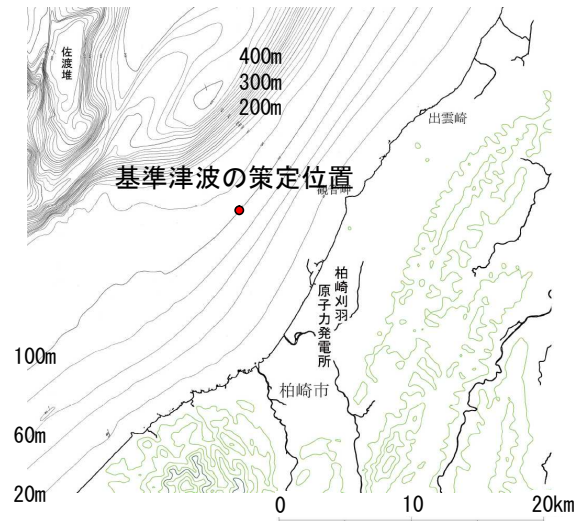 佐渡堆
400m
300m
200m
出雲崎
基準津波の策定位置
観音岬
柏崎刈羽
原子力発電所
100m
柏崎市
60m
20m
0 10 20km